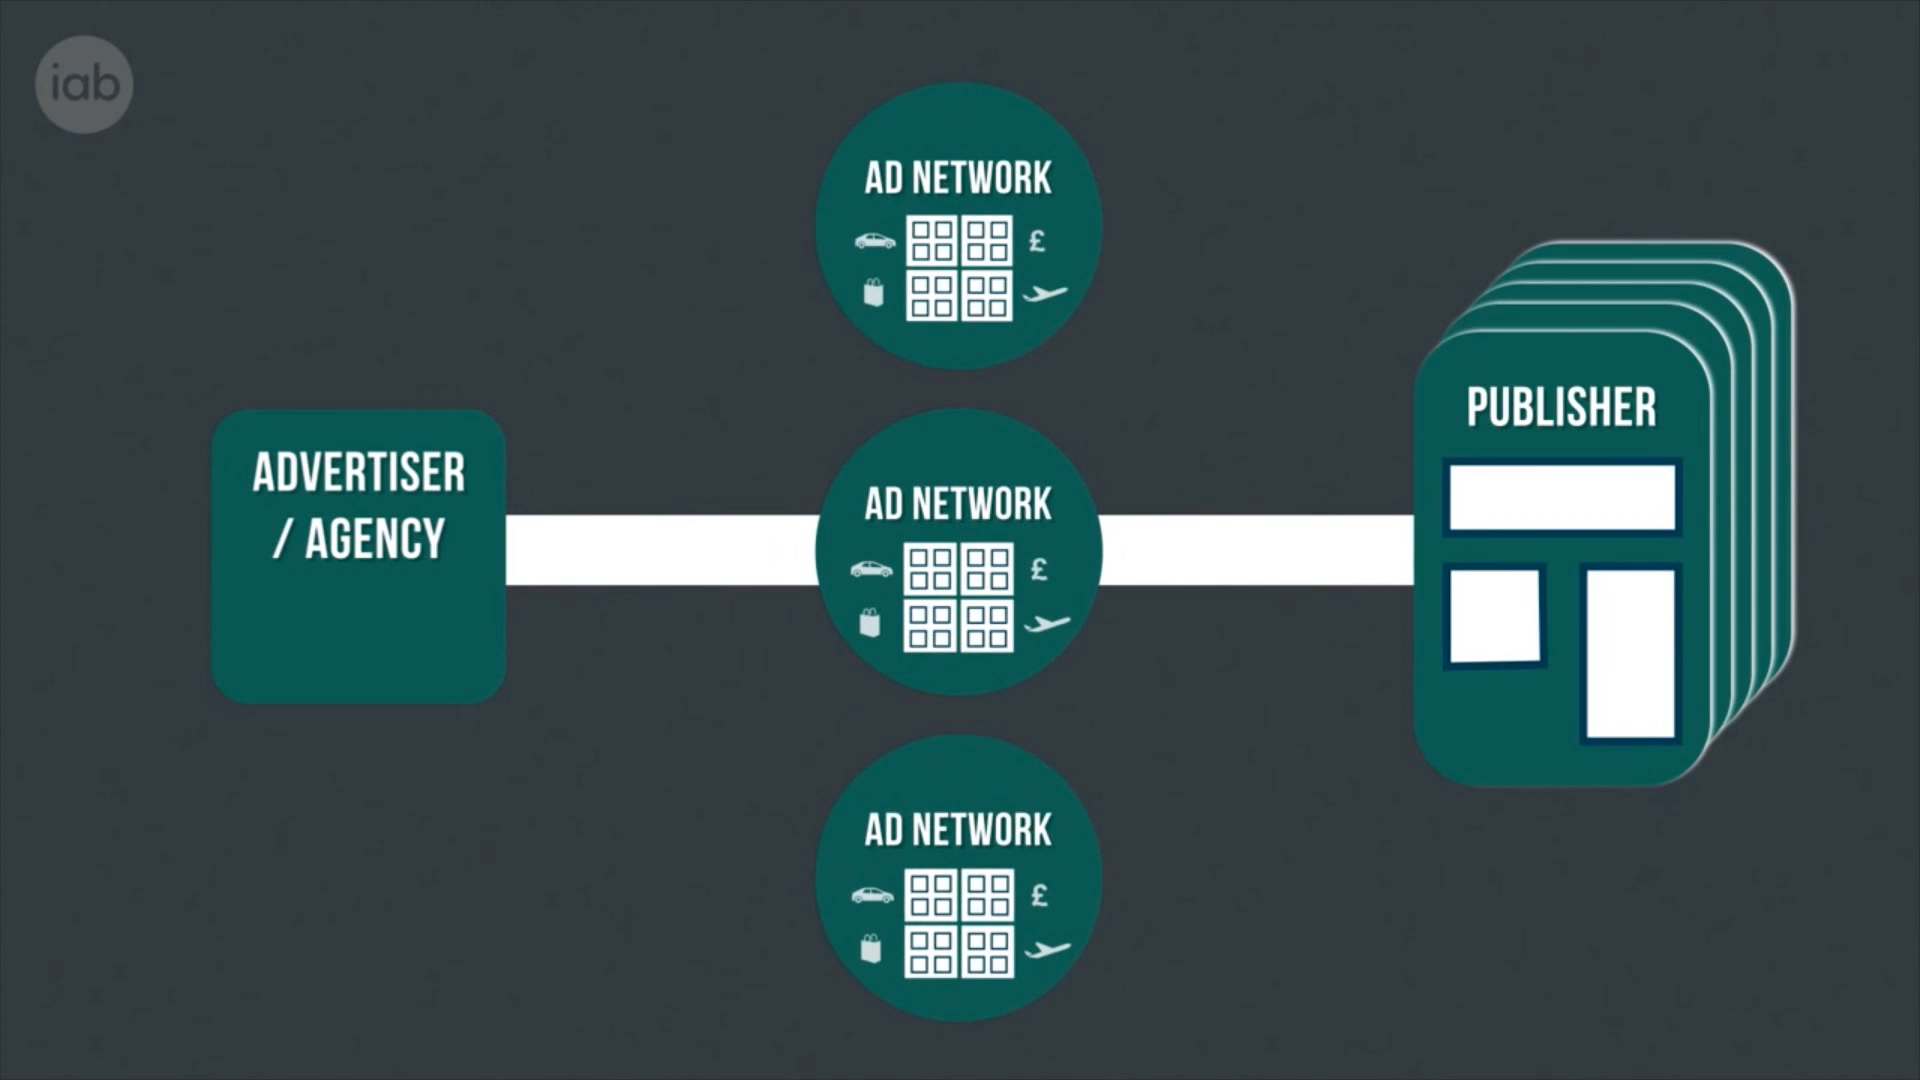 iab
AD NETWORK
£
ADVERTISER
/ AGENCY
AD NETWORK
£
PUBLISHER
AD NETWORK
£